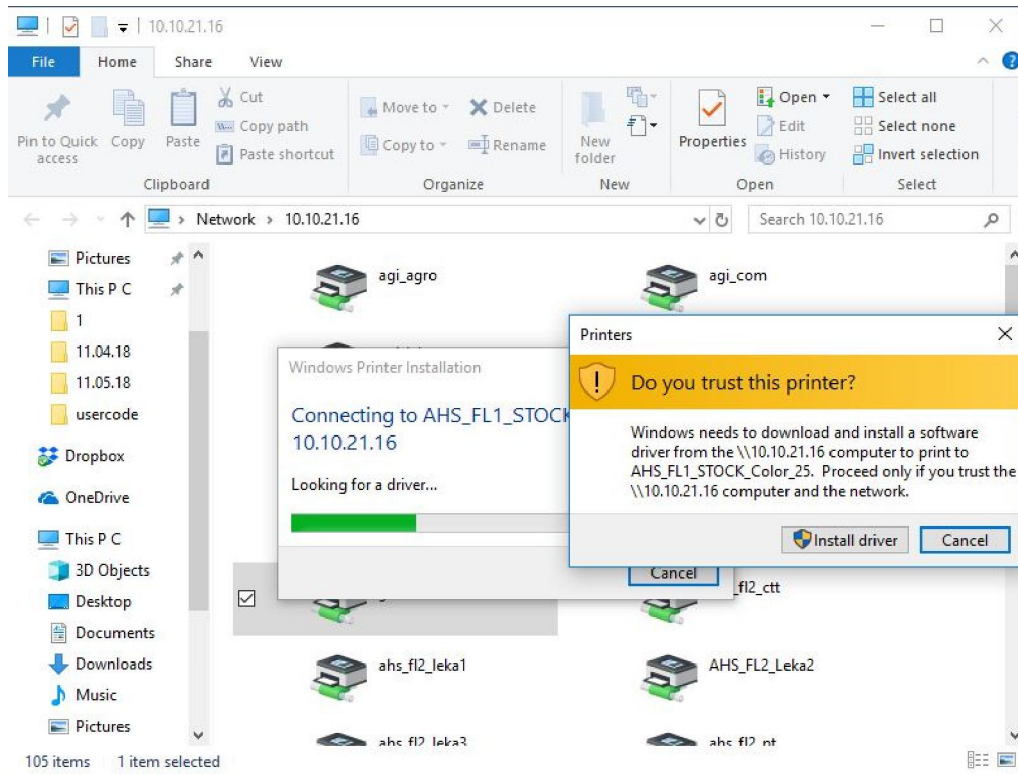 10.10.21.16
File Home Share View
Pin to Quick access
Copy
Paste
Cut
Copy path
Paste shortcut
Clipboard
Move to
Copy to
Delete
Rename
Organize
New folder
New
Properties
Open
Edit
History
Open
Select all
Select none
Invert selection
Select
Network > 10.10.21.16
Search 10.10.21.16
Pictures
This PC
1
11.04.18
11.05.18
usercode
Dropbox
OneDrive
This PC
3D Objects
Desktop
Documents
Downloads
Music
Pictures
agi_agro
agi_com
Windows Printer Installation
Connecting to AHS_FL1_STOCK
10.10.21.16
Looking for a driver...
Cancel
Printers
Do you trust this printer?
Windows needs to download and install a software
driver from the \\10.10.21.16 computer to print to
AHS_FL1_STOCK_Color_25. Proceed only if you trust the
\\10.10.21.16 computer and the network.
Install driver
Cancel
_fl2_ctt
ahs_fl2_leka1
AHS_FL2_Leka2
ahs_fl2_leka3
ahs_fl2_nt
105 items 1 item selected